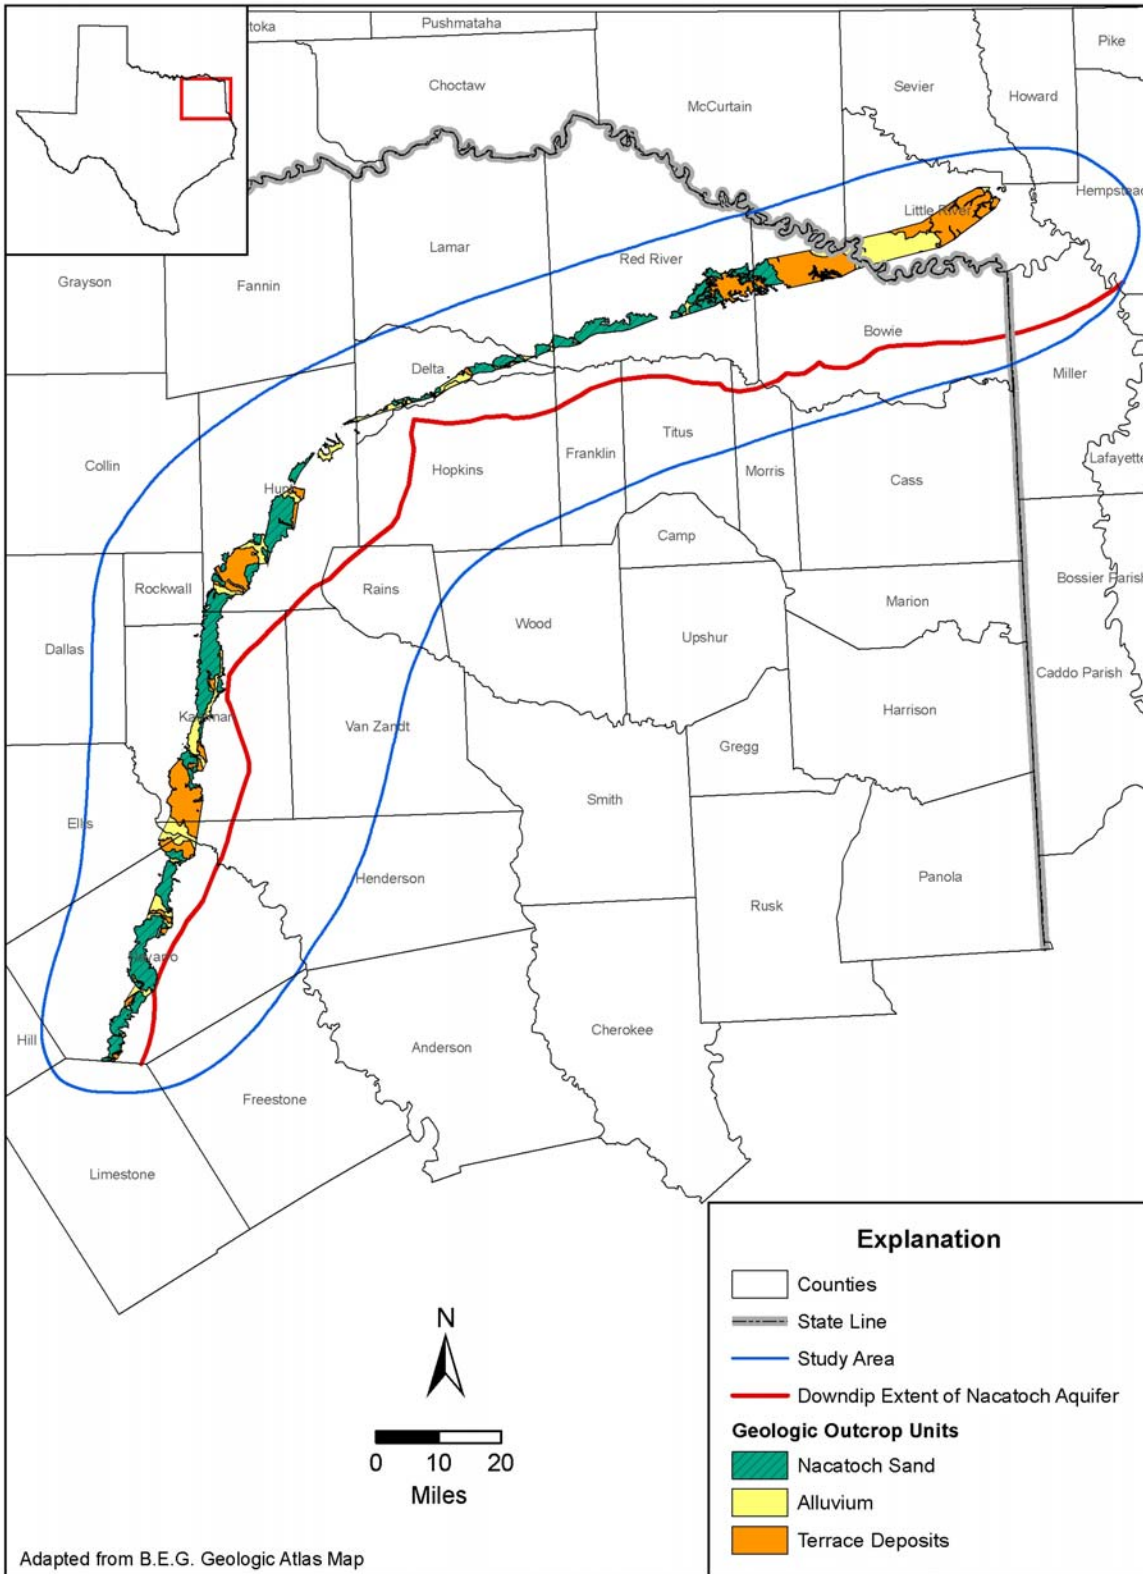 toka
Pushmataha
Pike
Choctaw
McCurtain
Sevier
Howard
Hempstead
Little River
Lamar
Red River
Grayson
Fannin
Bowie
Delta
Miller
Titus
Collin
Hopkins
Franklin
Morris
Cass
Lafayette
Hunt
Camp
Rockwall
Rains
Bossier Parish
Marion
Wood
Upshur
Dallas
Caddo Parish
Kaufman
Van Zandt
Harrison
Gregg
Smith
Ellis
Henderson
Panola
Rusk
Navarro
Hill
Cherokee
Anderson
Freestone
Limestone
Explanation
Counties
State Line
Study Area
Downdip Extent of Nacatoch Aquifer
Geologic Outcrop Units
Nacatoch Sand
Alluvium
Terrace Deposits
N
0 10 20
Miles
Adapted from B.E.G. Geologic Atlas Map